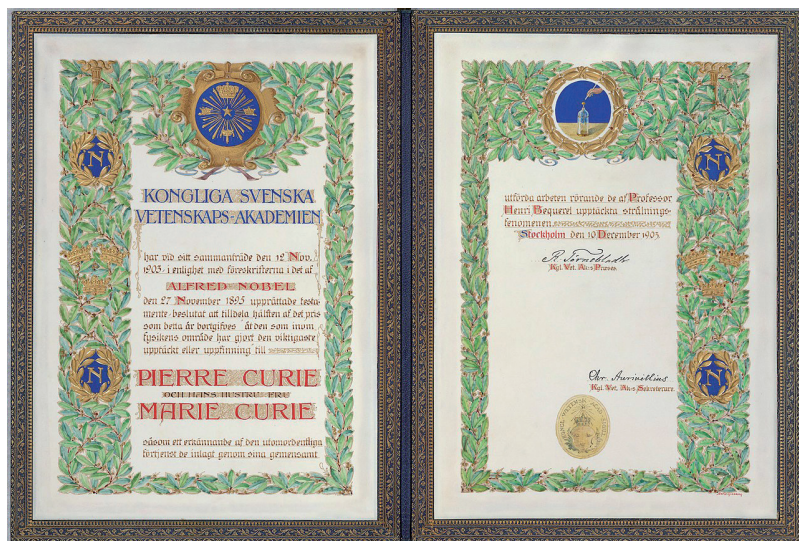 KONGLIGA SVENSKA
VETENSKAPS-AKADEMIEN
har vid sitt sammanträde den 12 Nov.
1903, i enlighet med föreskrifterna i det af
ALFRED NOBEL
den 27 November 1895 upprättade testa-
mente, beslutat att tilldela hälften af det pris
som detta år bortgifves åt den som inom
fysikens område har gjort den viktigaste
upptäckt eller uppfinning till
PIERRE CURIE
OCH HANS HUSTRU FRU
MARIE CURIE
såsom ett erkännande af den utomordentliga
förtjenst de inlagt genom sina gemensamt
N
N
utförda arbeten rörande de af Professor
Henri Bequerel upptäckta strålnings-
fenomenen.
Stockholm den 10 December 1903.
R. Törnebladh
Kgl. Vet. Ak:s Præses.
Chr. Aurivillius
Kgl. Vet. Ak:s Sekreterare.
N
N